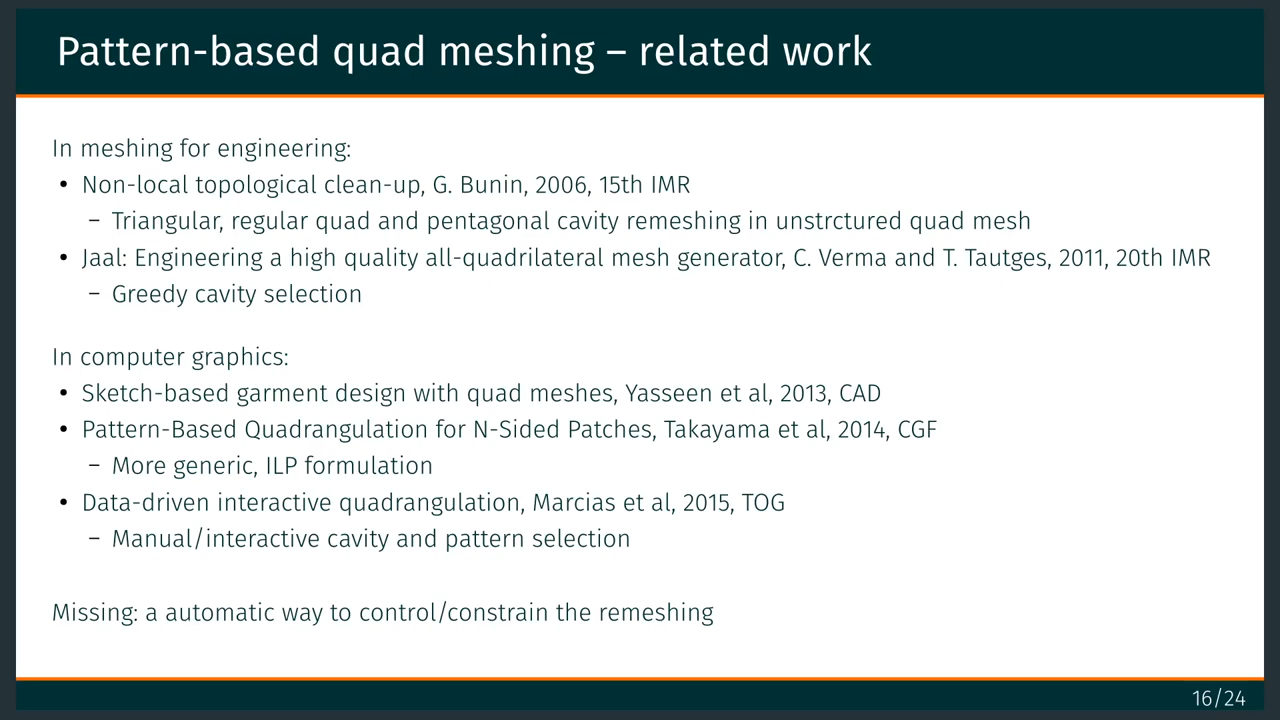 Pattern-based quad meshing – related work
In meshing for engineering:
• Non-local topological clean-up, G. Bunin, 2006, 15th IMR
– Triangular, regular quad and pentagonal cavity remeshing in unstrctured quad mesh
• Jaal: Engineering a high quality all-quadrilateral mesh generator, C. Verma and T. Tautges, 2011, 20th IMR
– Greedy cavity selection
In computer graphics:
• Sketch-based garment design with quad meshes, Yasseen et al, 2013, CAD
• Pattern-Based Quadrangulation for N-Sided Patches, Takayama et al, 2014, CGF
– More generic, ILP formulation
• Data-driven interactive quadrangulation, Marcias et al, 2015, TOG
– Manual/interactive cavity and pattern selection
Missing: a automatic way to control/constrain the remeshing
16/24